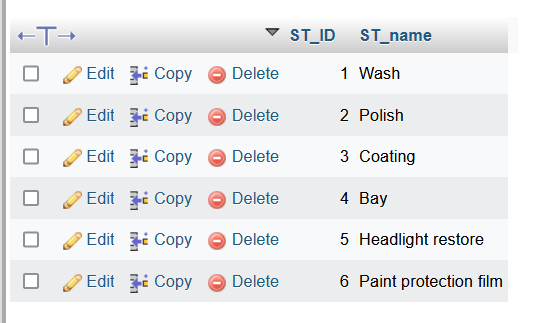 ST_ID ST_name
Edit Copy Delete 1 Wash
Edit Copy Delete 2 Polish
Edit Copy Delete 3 Coating
Edit Copy Delete 4 Bay
Edit Copy Delete 5 Headlight restore
Edit Copy Delete 6 Paint protection film